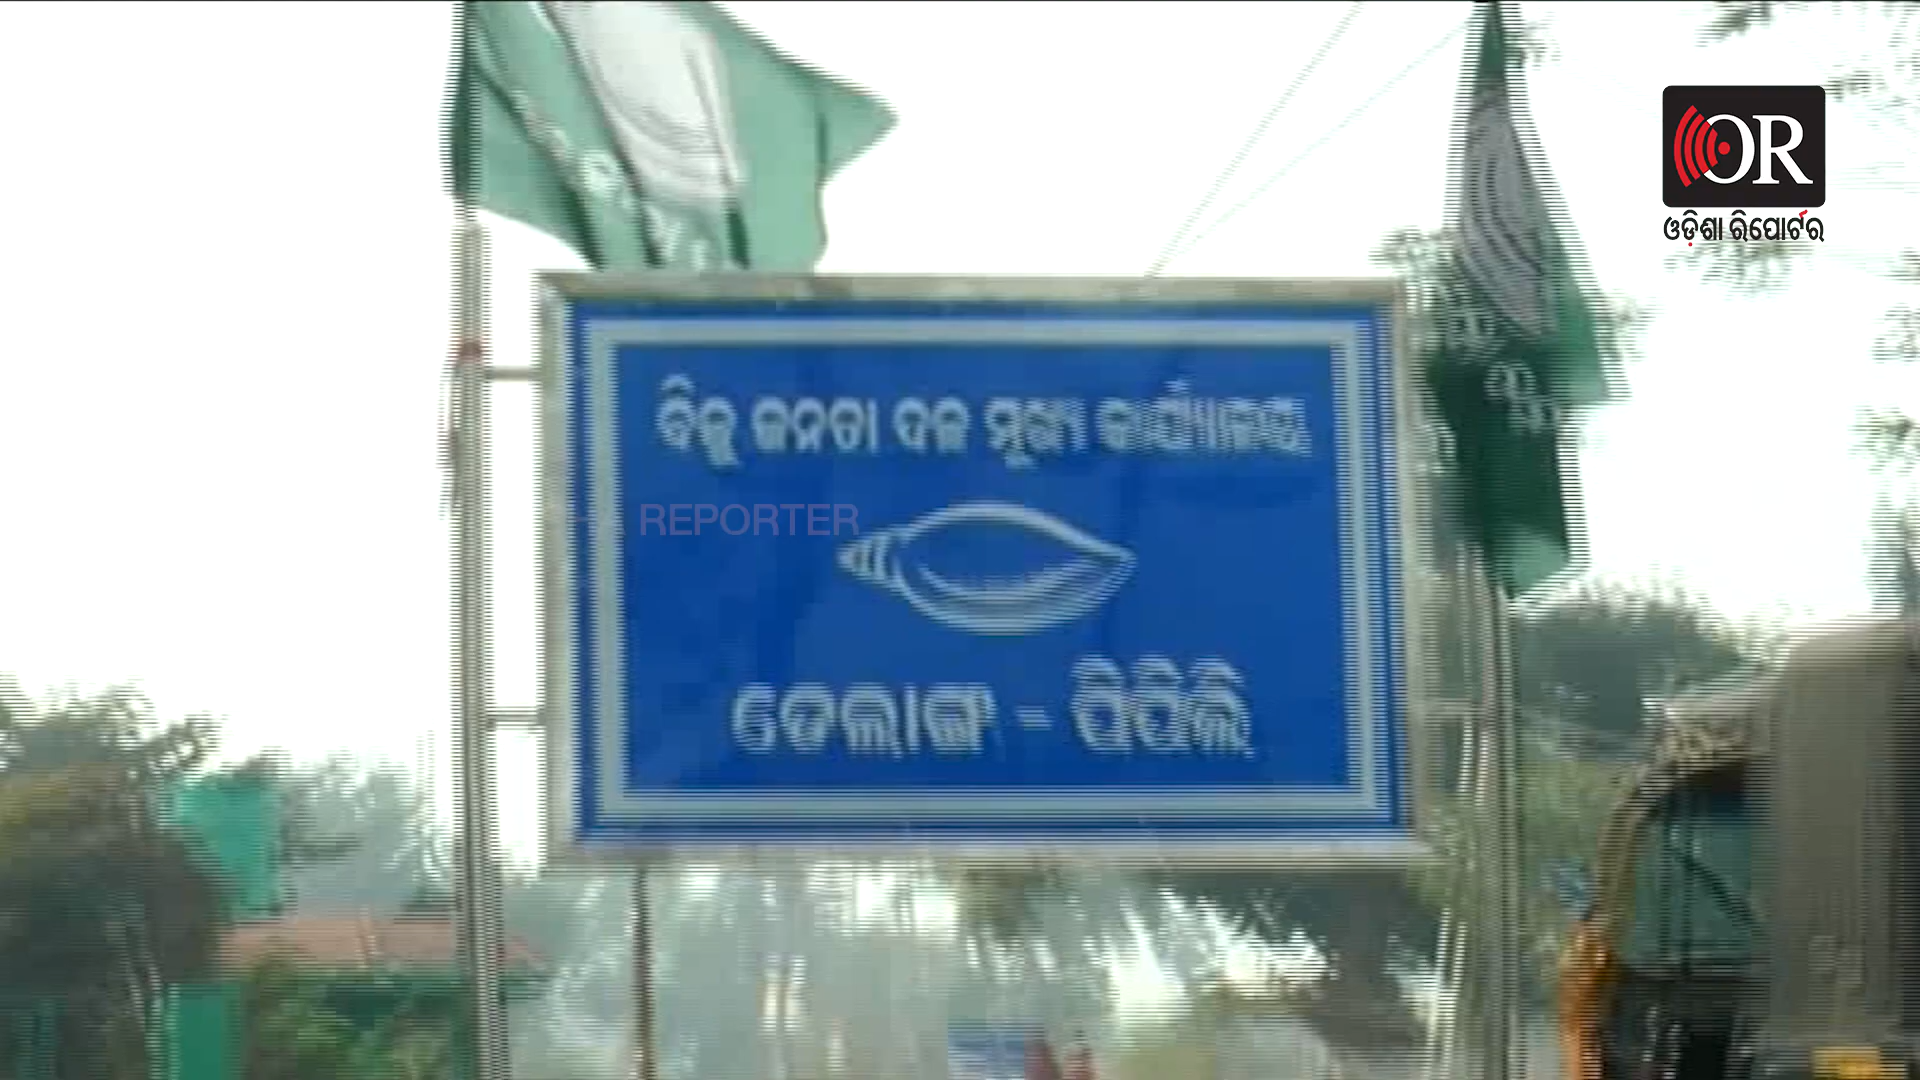 OR
ଓଡ଼ିଶା ରିପୋର୍ଟର
ବିଜୁ ଜନତା ଦଳ ମୁଖ୍ୟ କାର୍ଯ୍ୟାଳୟ
REPORTER
ଡେଲାଙ୍ଗ - ପିପିଲି